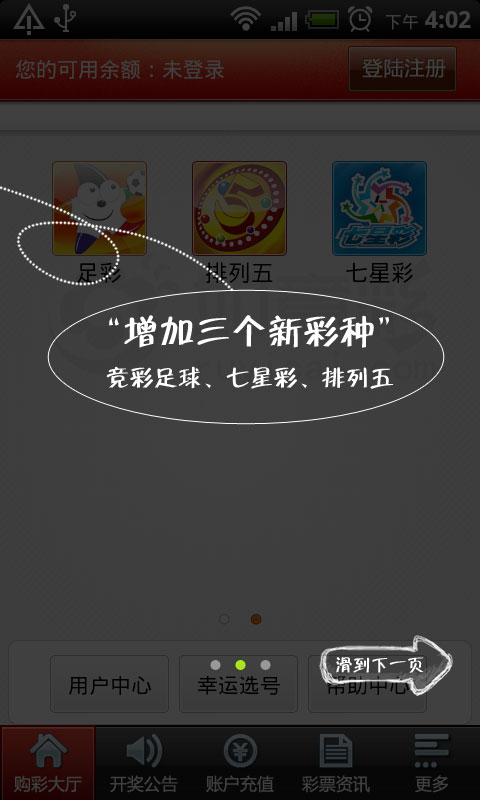 下午 4:02
您的可用余额：未登录
登陆注册
七星彩
足彩
排列五
七星彩
“增加三个新彩种”
竞彩足球、七星彩、排列五
滑到下一页
用户中心
幸运选号
帮助中心
购彩大厅
开奖公告
账户充值
彩票资讯
更多